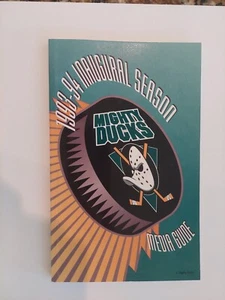 1993-94 INAUGURAL SEASON
MIGHTY
DUCKS
MEDIA GUIDE